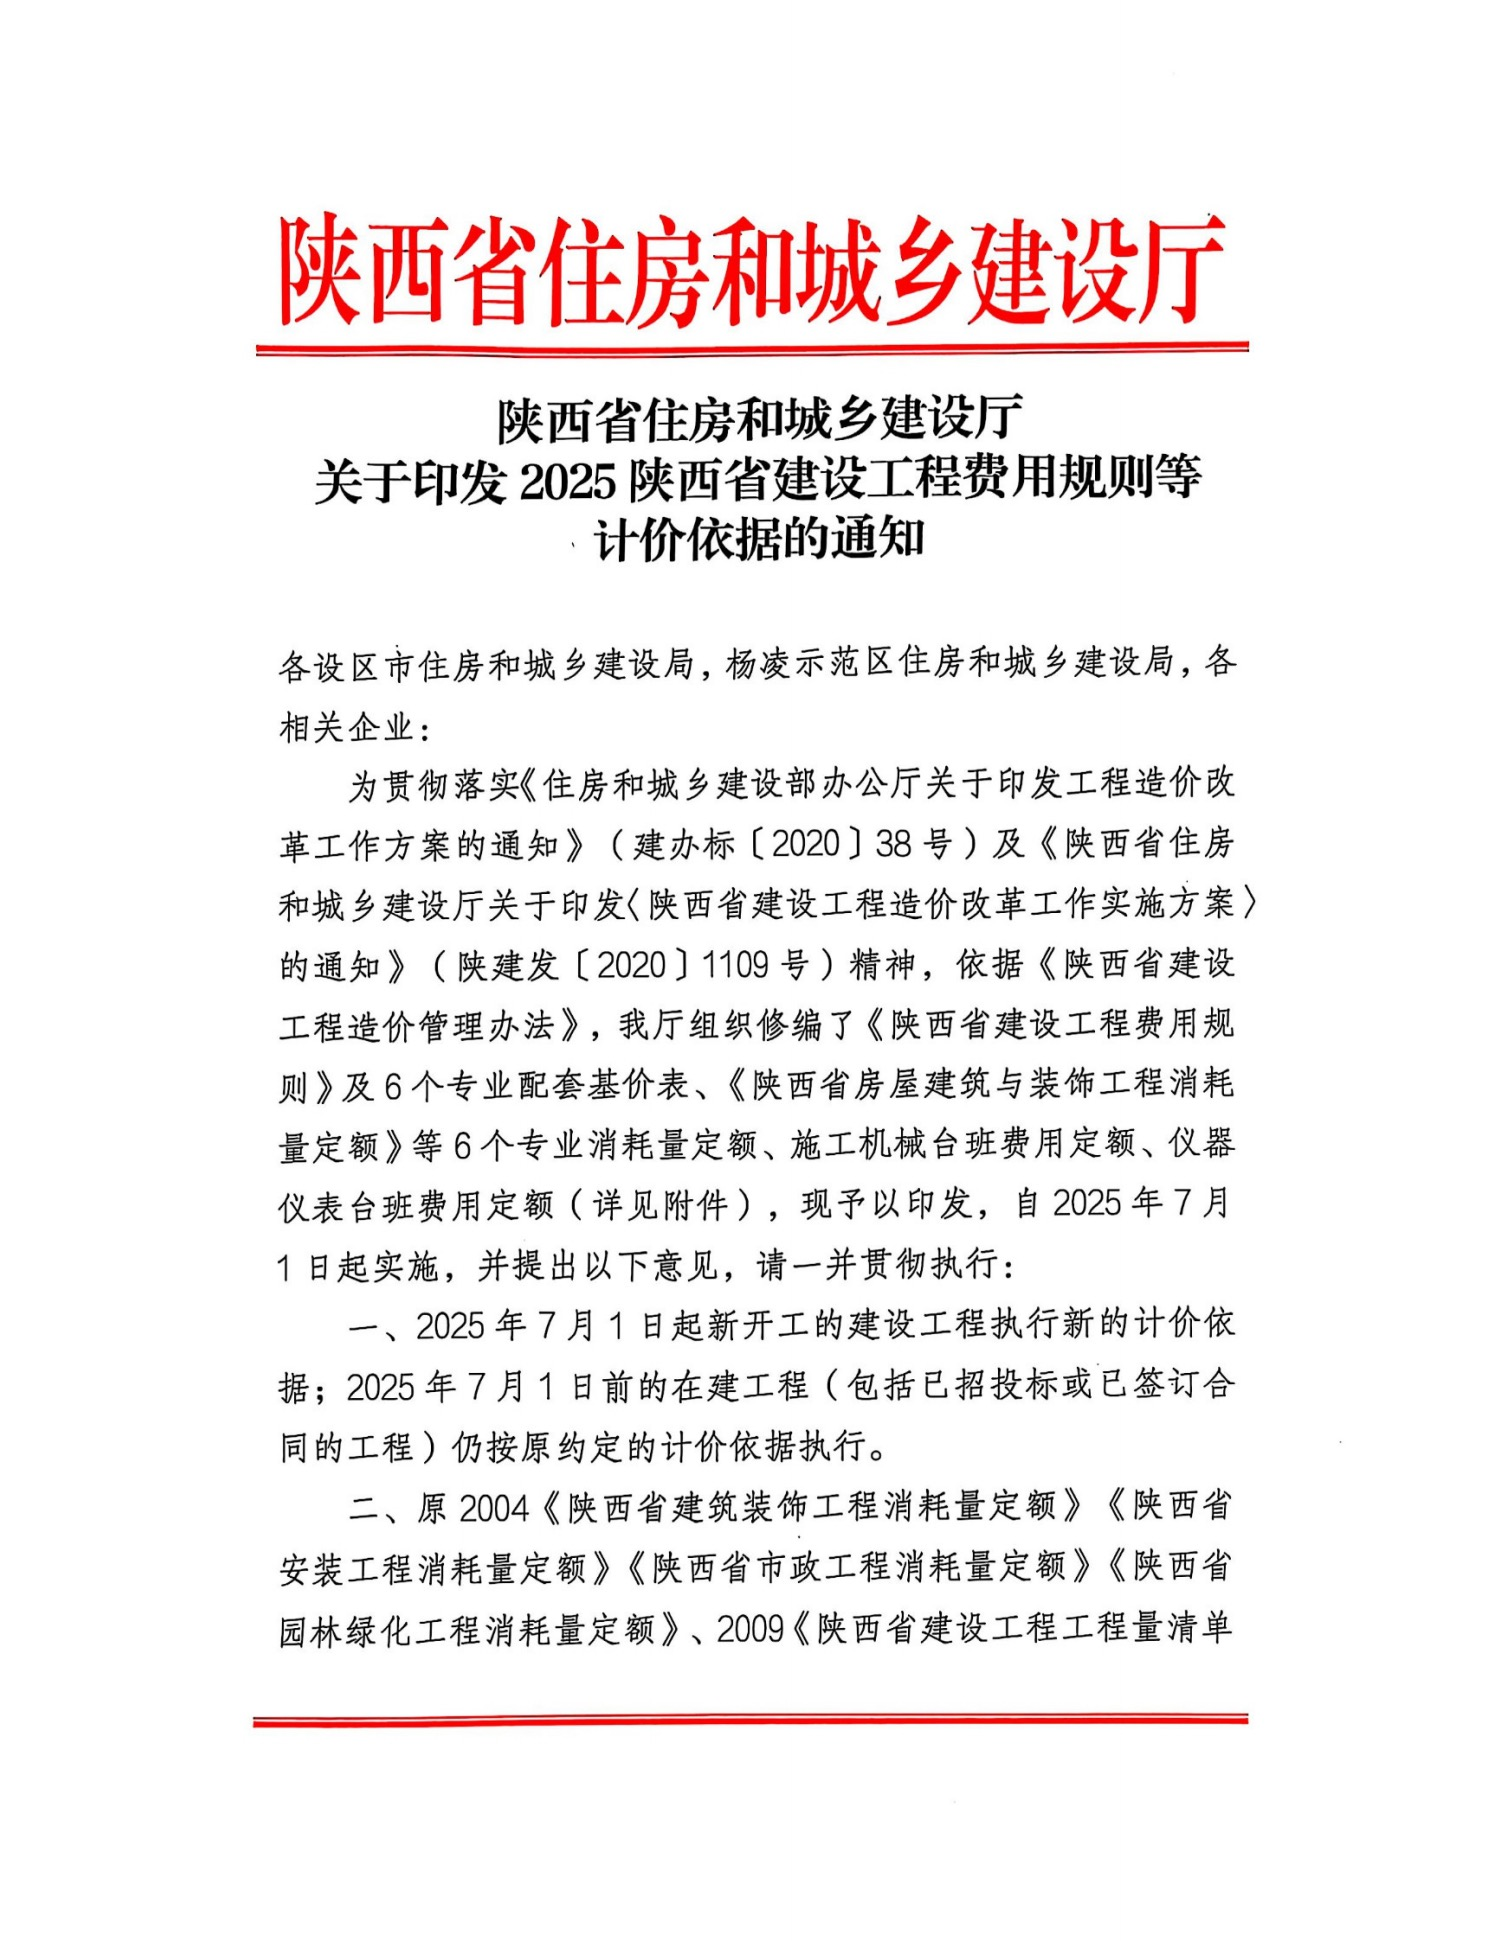 陕西省住房和城乡建设厅
陕西省住房和城乡建设厅
关于印发 2025 陕西省建设工程费用规则等
计价依据的通知
各设区市住房和城乡建设局，杨凌示范区住房和城乡建设局，各
相关企业：
为贯彻落实《住房和城乡建设部办公厅关于印发工程造价改
革工作方案的通知》（建办标〔2020〕38 号）及《陕西省住房
和城乡建设厅关于印发〈陕西省建设工程造价改革工作实施方案〉
的通知》（陕建发〔2020〕1109 号）精神，依据《陕西省建设
工程造价管理办法》，我厅组织修编了《陕西省建设工程费用规
则》及 6 个专业配套基价表、《陕西省房屋建筑与装饰工程消耗
量定额》等 6 个专业消耗量定额、施工机械台班费用定额、仪器
仪表台班费用定额（详见附件），现予以印发，自 2025 年 7 月
1 日起实施，并提出以下意见，请一并贯彻执行：
一、2025 年 7 月 1 日起新开工的建设工程执行新的计价依
据；2025 年 7 月 1 日前的在建工程（包括已招投标或已签订合
同的工程）仍按原约定的计价依据执行。
二、原 2004《陕西省建筑装饰工程消耗量定额》《陕西省
安装工程消耗量定额》《陕西省市政工程消耗量定额》《陕西省
园林绿化工程消耗量定额》、2009《陕西省建设工程工程量清单